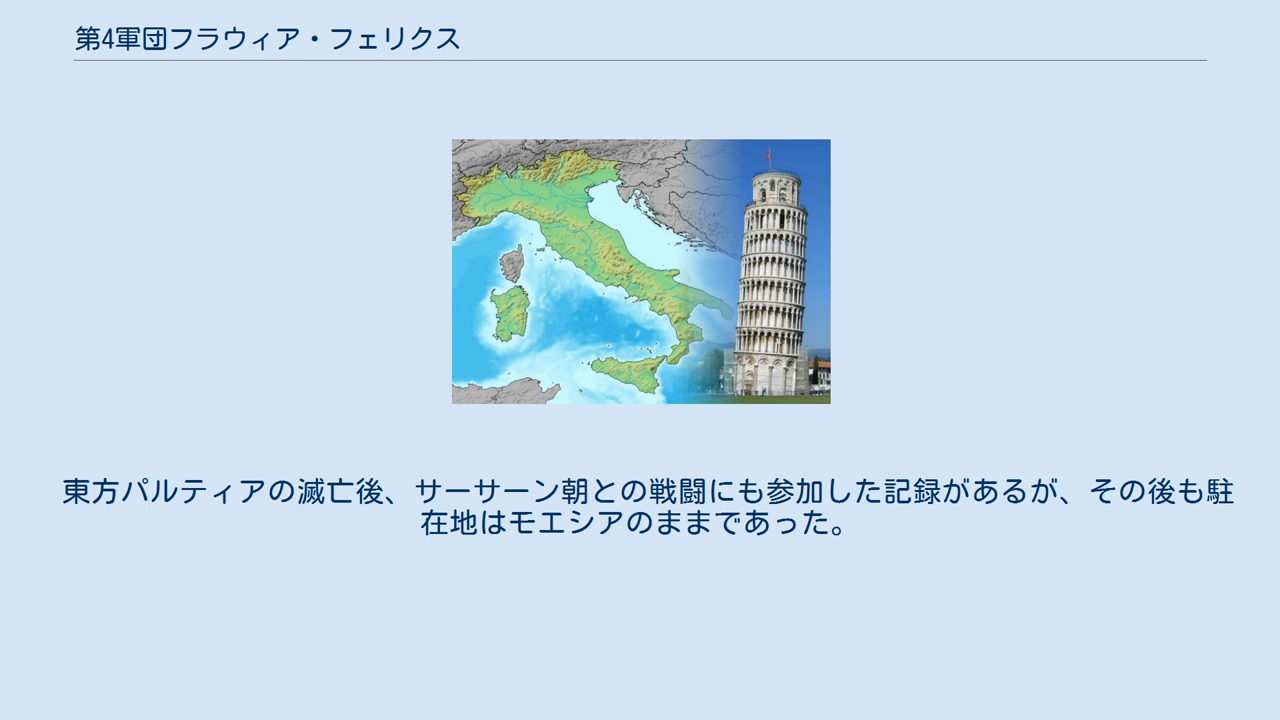 第4軍団フラウィア・フェリクス
東方パルティアの滅亡後、サーサーン朝との戦闘にも参加した記録があるが、その後も駐
在地はモエシアのままであった。